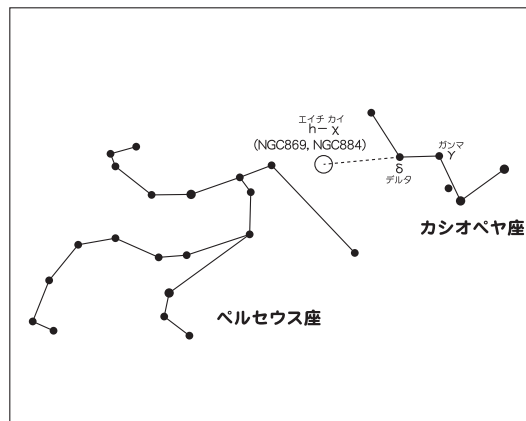 エイチ カイ
h－χ
(NGC869, NGC884)
ガンマ
γ
δ
デルタ
カシオペヤ座
ペルセウス座